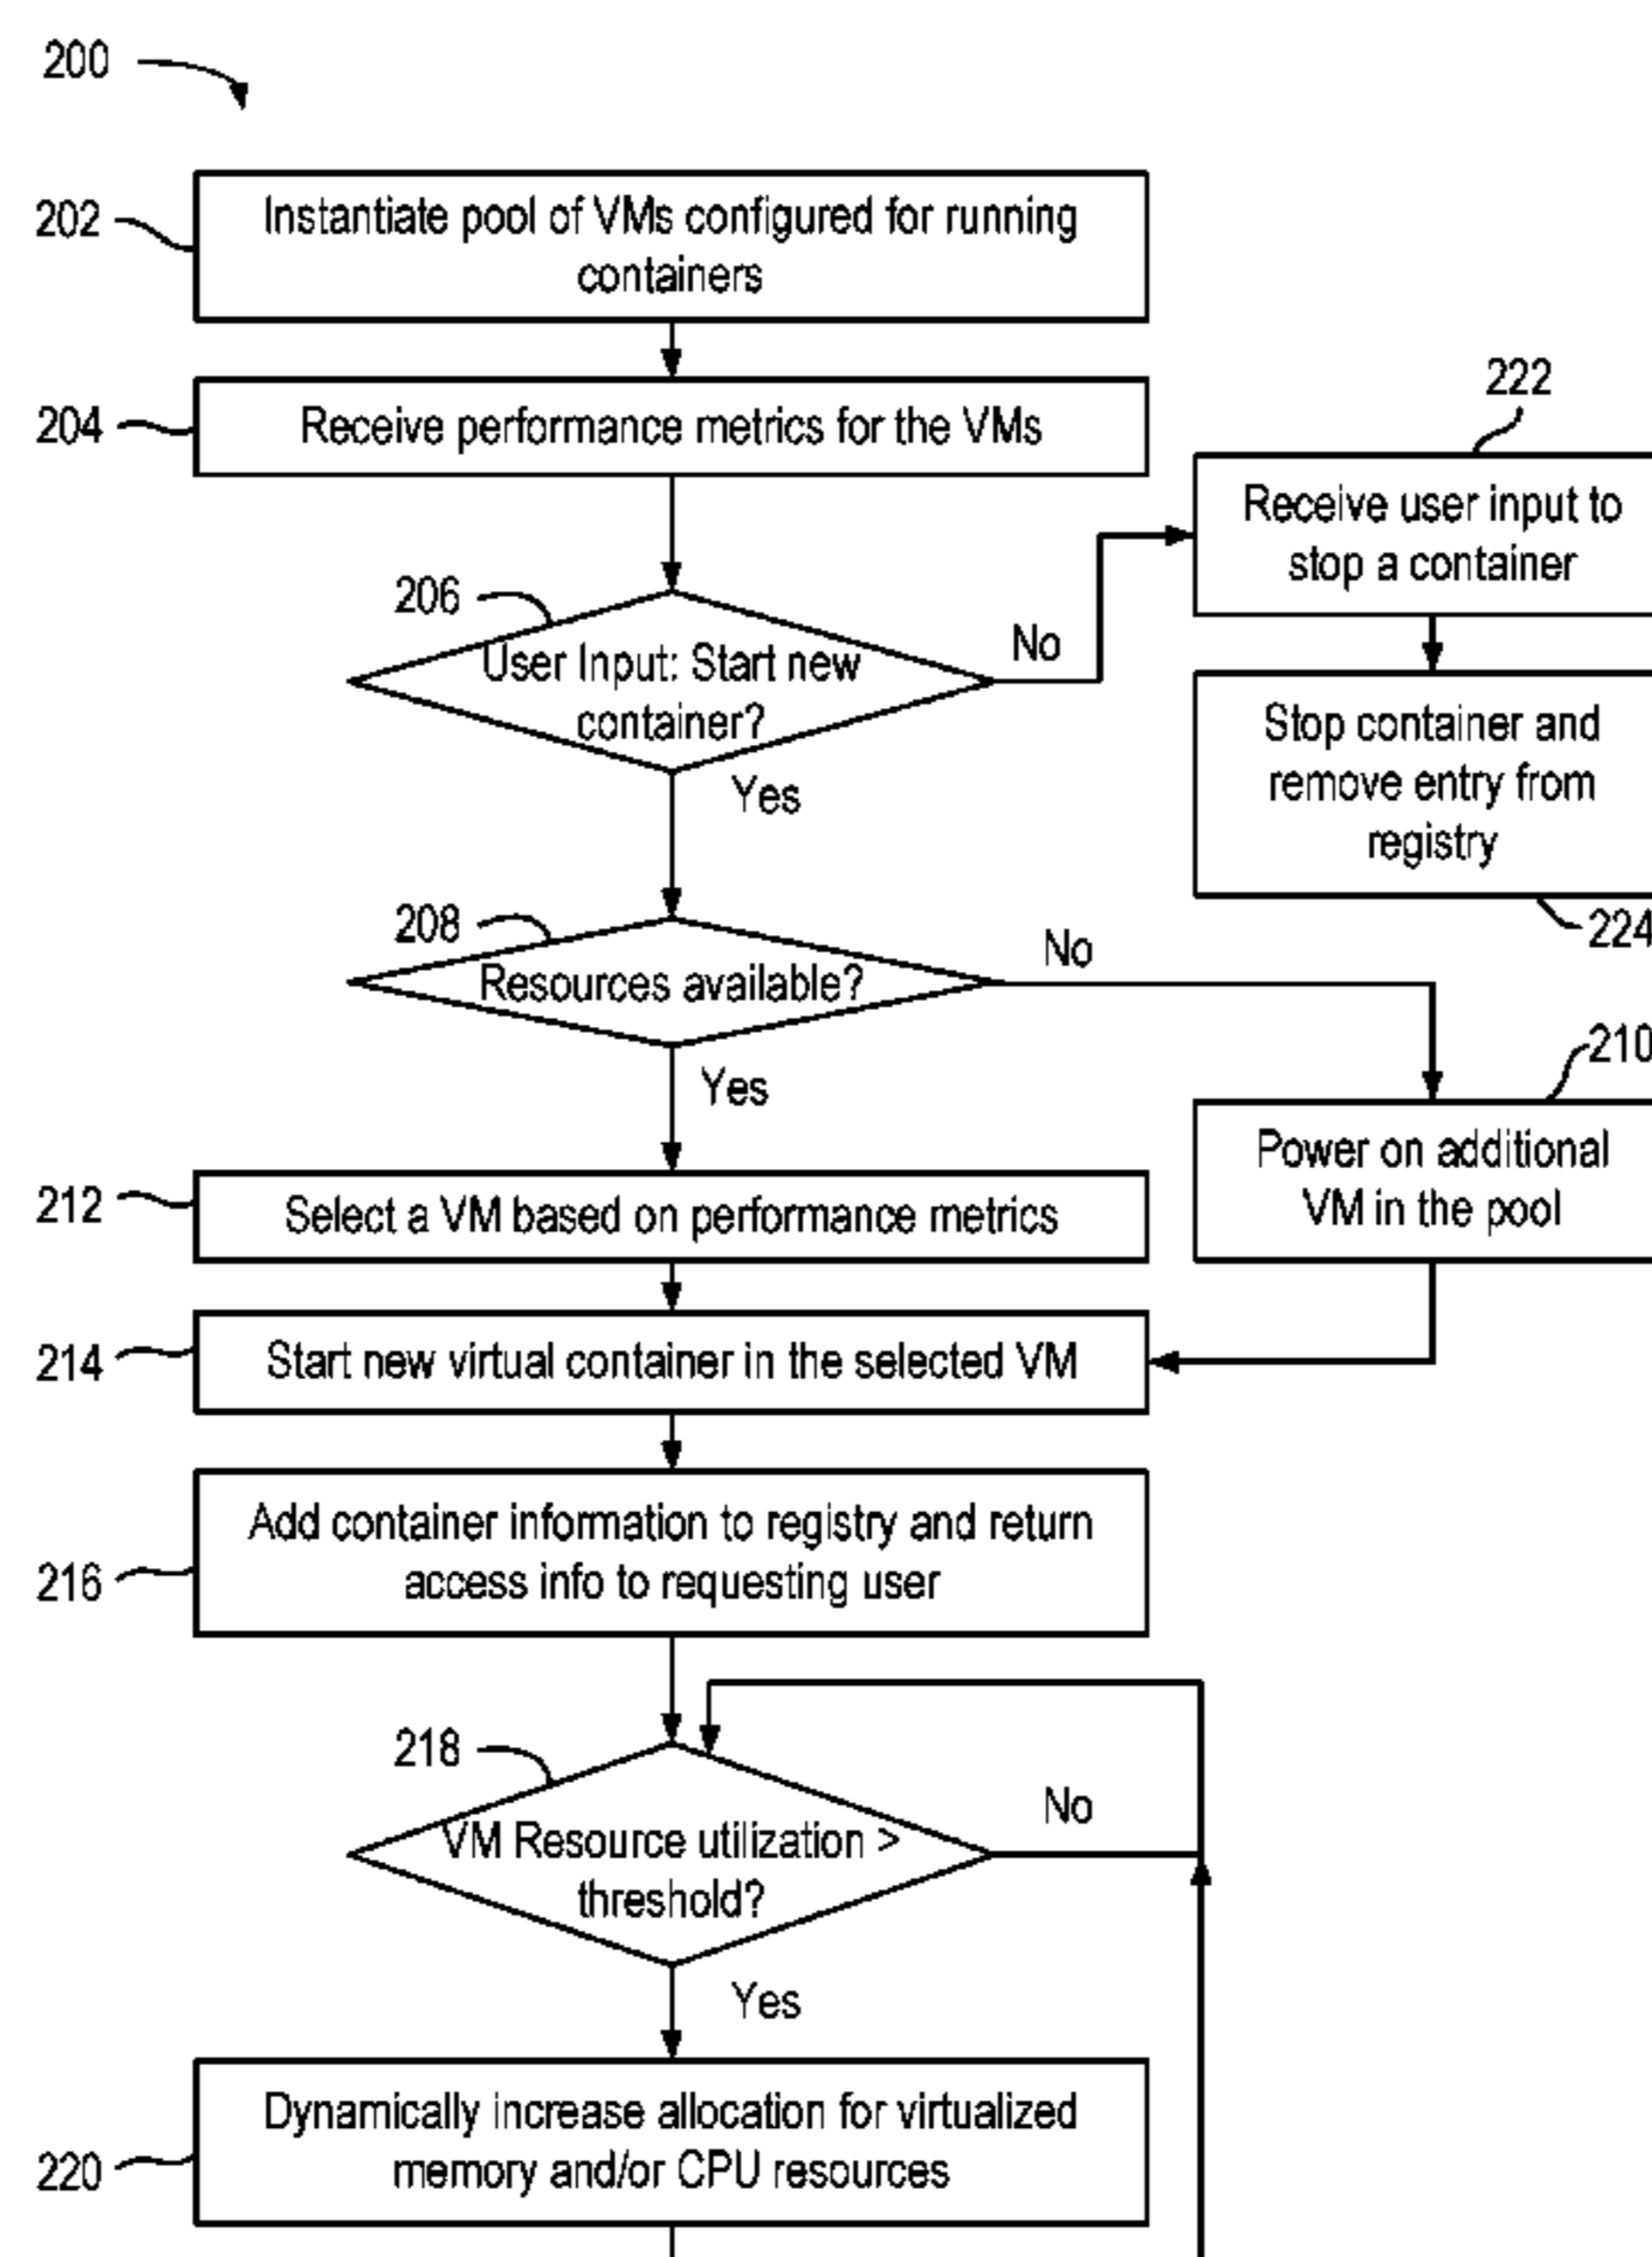 200
202
Instantiate pool of VMs configured for running
containers
204
Receive performance metrics for the VMs
222
Receive user input to
stop a container
206
User Input: Start new
container?
No
Yes
Stop container and
remove entry from
registry
224
208
Resources available?
No
Yes
210
Power on additional
VM in the pool
212
Select a VM based on performance metrics
214
Start new virtual container in the selected VM
216
Add container information to registry and return
access info to requesting user
218
VM Resource utilization >
threshold?
No
Yes
220
Dynamically increase allocation for virtualized
memory and/or CPU resources